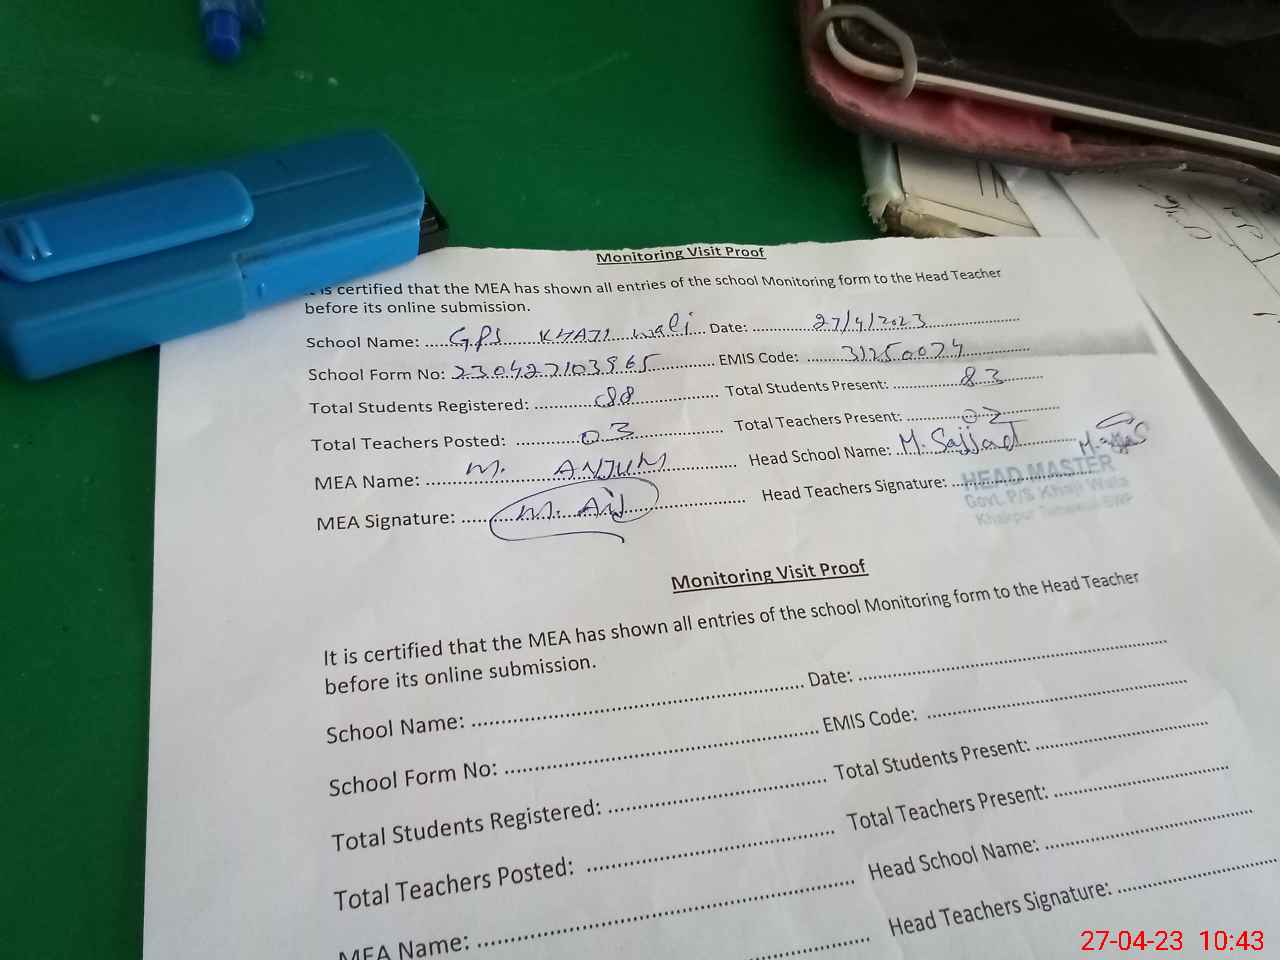 Monitoring Visit Proof
is certified that the MEA has shown all entries of the school Monitoring form to the Head Teacher
before its online submission.
School Name: GPS KHAJI wali Date: 27/4/2023
School Form No: 230427103965 EMIS Code: 31250074
Total Students Registered: 88 Total Students Present: 83
Total Teachers Posted: 03 Total Teachers Present: 02
MEA Name: M. ANJUM Head School Name: M. Sajjad
MEA Signature: Head Teachers Signature:
HEAD MASTER
Govt. P/S Khaji Wala
Monitoring Visit Proof
It is certified that the MEA has shown all entries of the school Monitoring form to the Head Teacher
before its online submission.
School Name: Date:
School Form No: EMIS Code:
Total Students Registered: Total Students Present:
Total Teachers Posted: Total Teachers Present:
MEA Name: Head School Name:
Head Teachers Signature:
27-04-23 10:43